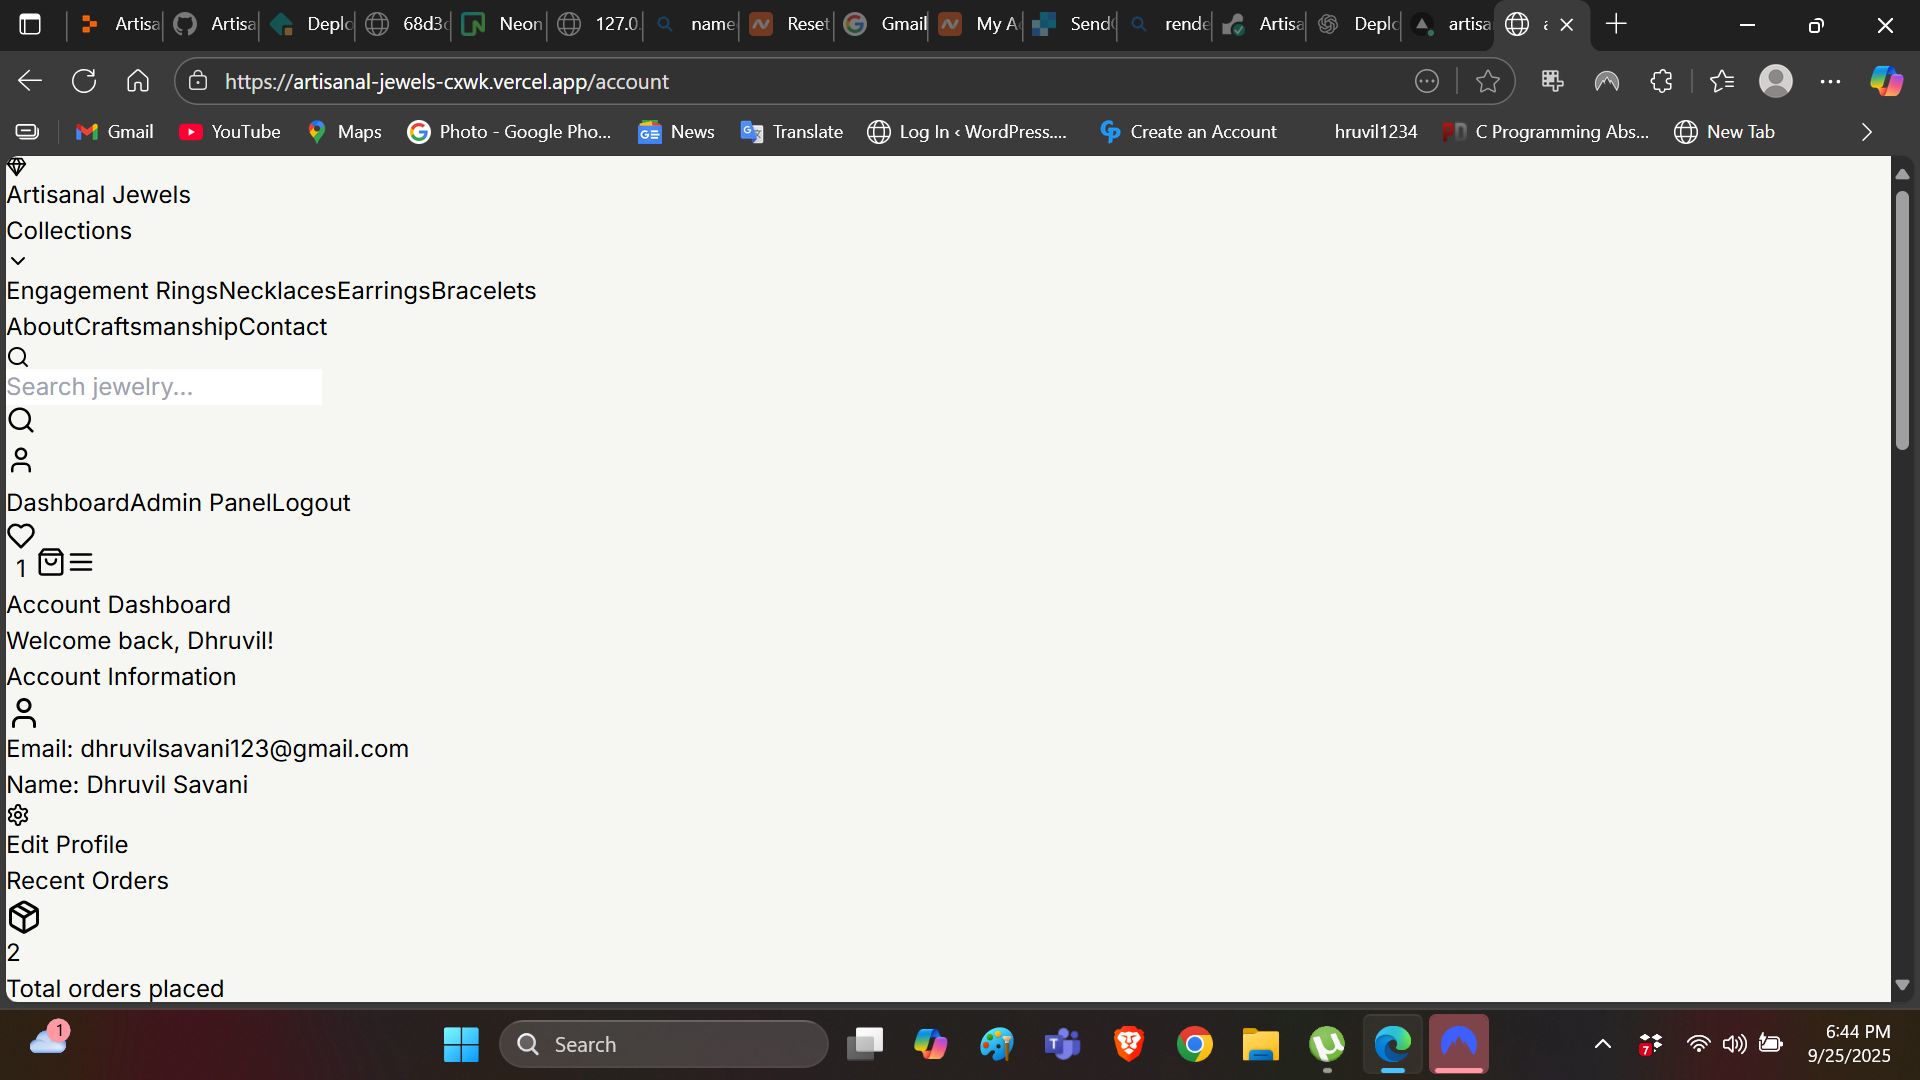 Artisa
Artisa
Deplo
68d3c
Neon
127.0.
name
Reset
Gmail
My A
Send
rende
Artisa
Deplo
artisa
a
https://artisanal-jewels-cxwk.vercel.app/account
Gmail
YouTube
Maps
Photo - Google Pho...
News
Translate
Log In ‹ WordPress....
Create an Account
hruvil1234
C Programming Abs...
New Tab
Artisanal Jewels
Collections
Engagement RingsNecklacesEarringsBracelets
AboutCraftsmanshipContact
Search jewelry...
DashboardAdmin PanelLogout
1
Account Dashboard
Welcome back, Dhruvil!
Account Information
Email: dhruvilsavani123@gmail.com
Name: Dhruvil Savani
Edit Profile
Recent Orders
2
Total orders placed
1
Search
7
6:44 PM
9/25/2025